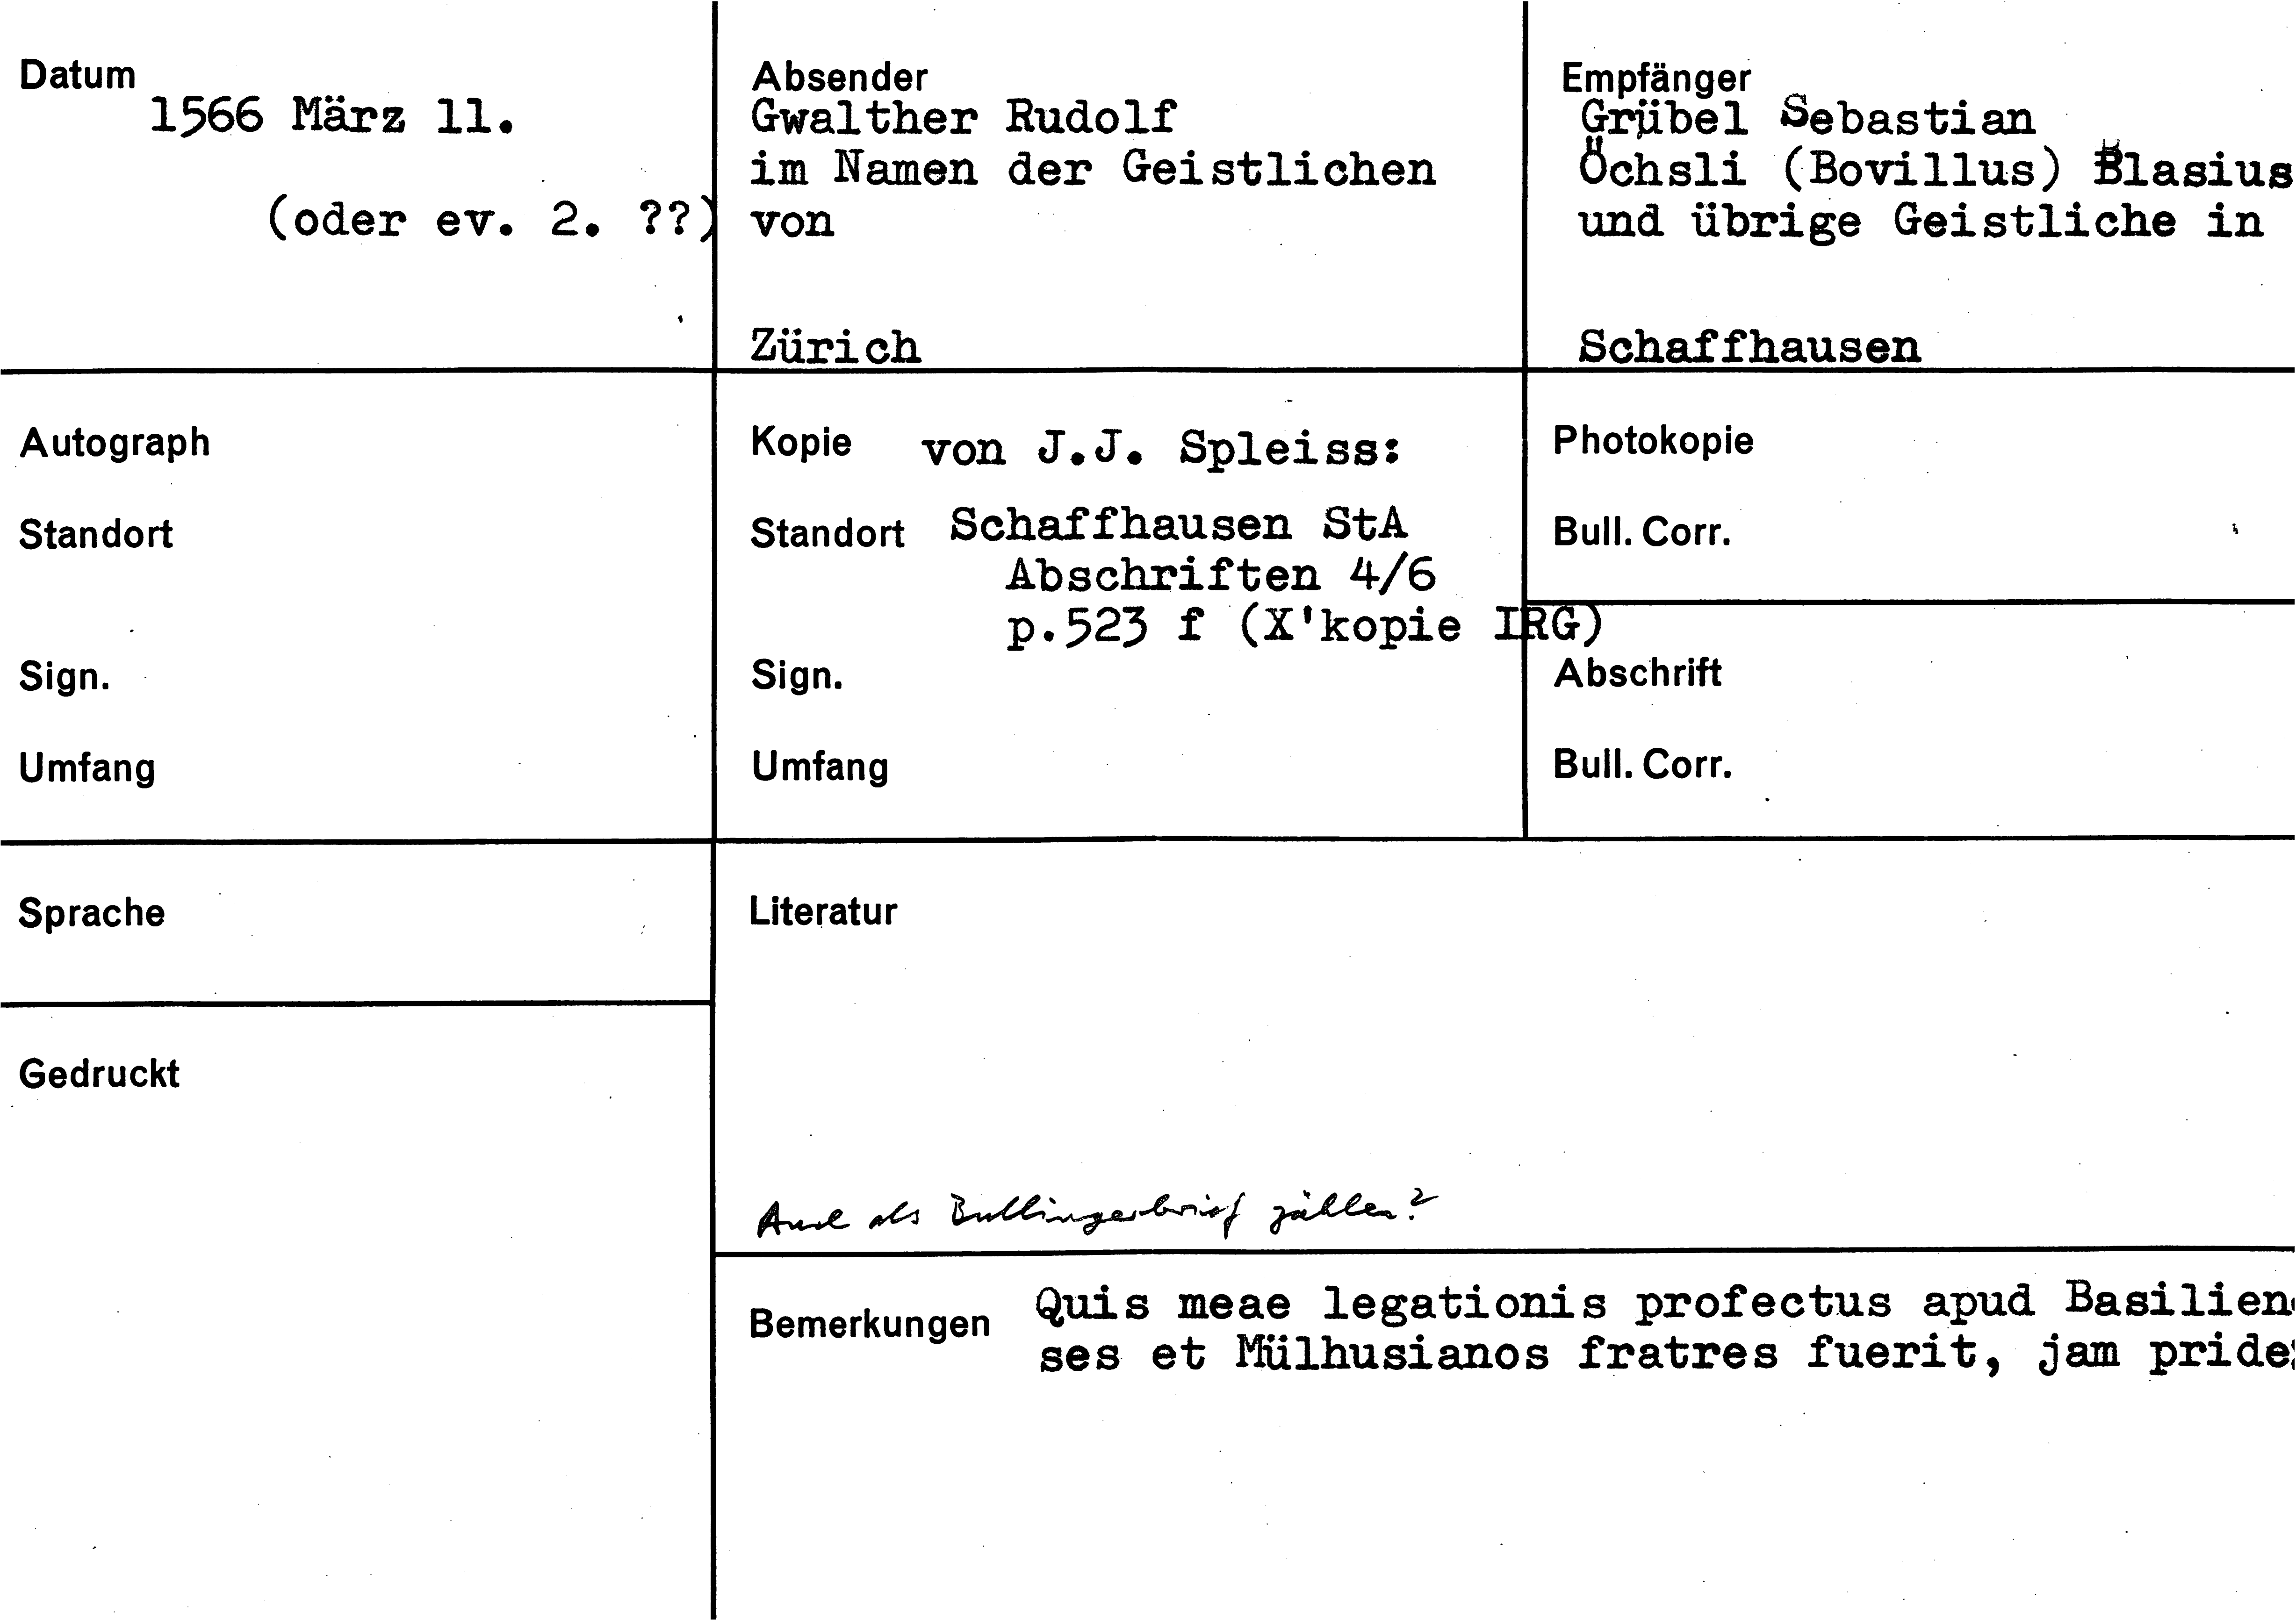 Datum
1566 März 11.
(oder ev. 2. ??)
Absender
Gwalther Rudolf
im Namen der Geistlichen
von
Zürich
Empfänger
Grübel Sebastian
Öchsli (Bovillus) Blasius
und übrige Geistliche in
Schaffhausen
Autograph
Standort
Sign.
Umfang
Kopie von J.J. Spleiss:
Standort Schaffhausen StA
Abschriften 4/6
p.523 f (X'kopie IRG)
Sign.
Umfang
Photokopie
Bull. Corr.
Abschrift
Bull. Corr.
Sprache
Gedruckt
Literatur
Auch als Bullingerbrief zählen?
Bemerkungen Quis meae legationis profectus apud Basilien
ses et Mülhusianos fratres fuerit, jam pride